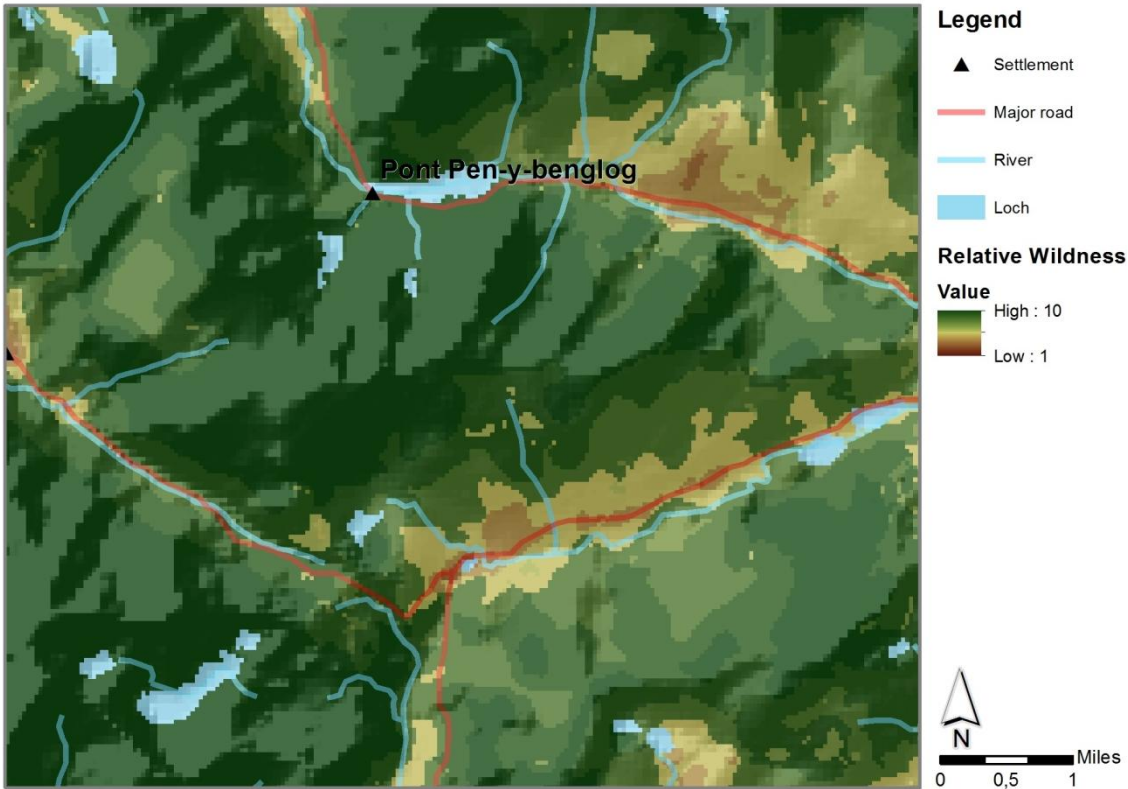 Pont Pen-y-benglog
Legend
Settlement
Major road
River
Loch
Relative Wildness
Value
High : 10
Low : 1
N
Miles
0 0,5 1